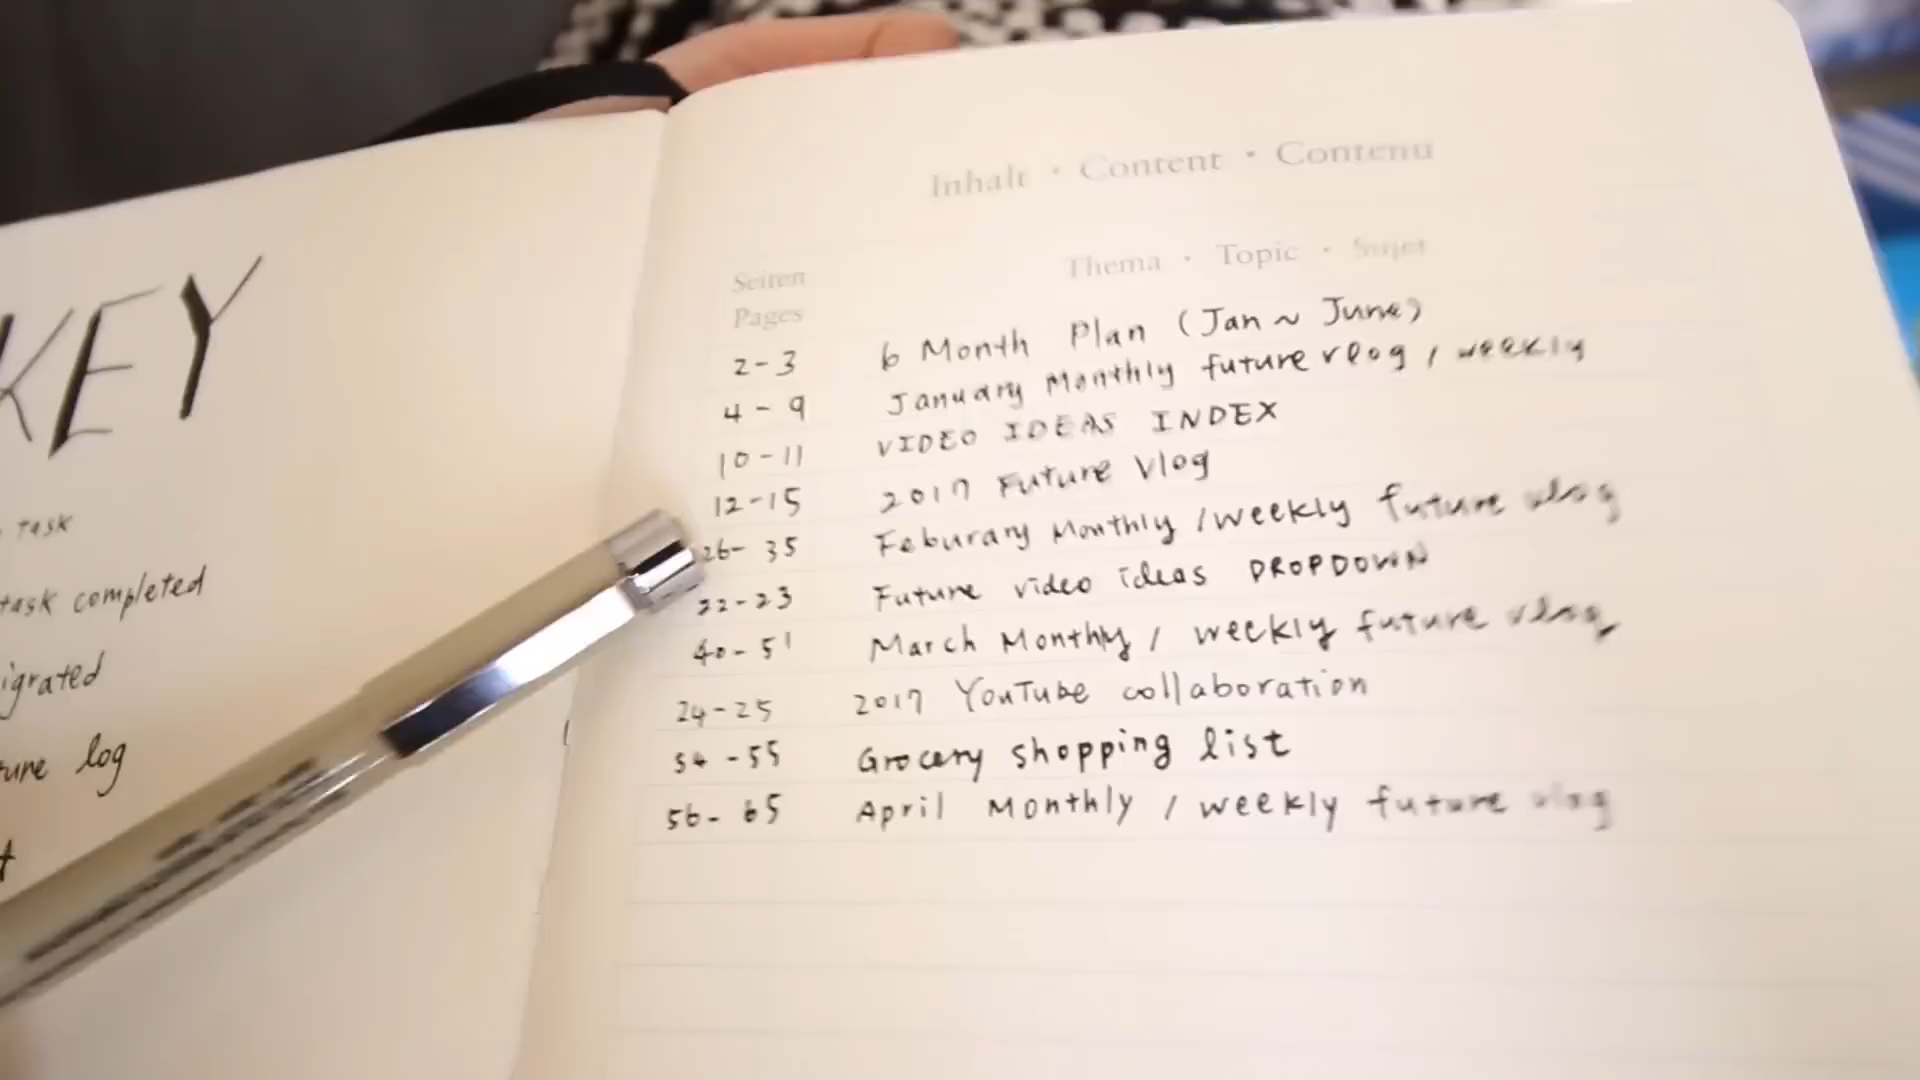 KEY
task
task completed
igrated
ure log
t
Inhalt · Content · Contenu
Seiten Thema · Topic · Sujet
Pages
2-3 6 Month Plan (Jan ~ June)
4-9 January Monthly future vlog / weekly
10-11 VIDEO IDEAS INDEX
12-15 2017 Future Vlog
26-35 Feburary Monthly / weekly future vlog
22-23 Future video ideas DROPDOWN
40-51 March Monthly / weekly future vlog
24-25 2017 YouTube collaboration
54-55 Grocery shopping list
56-65 April Monthly / weekly future vlog